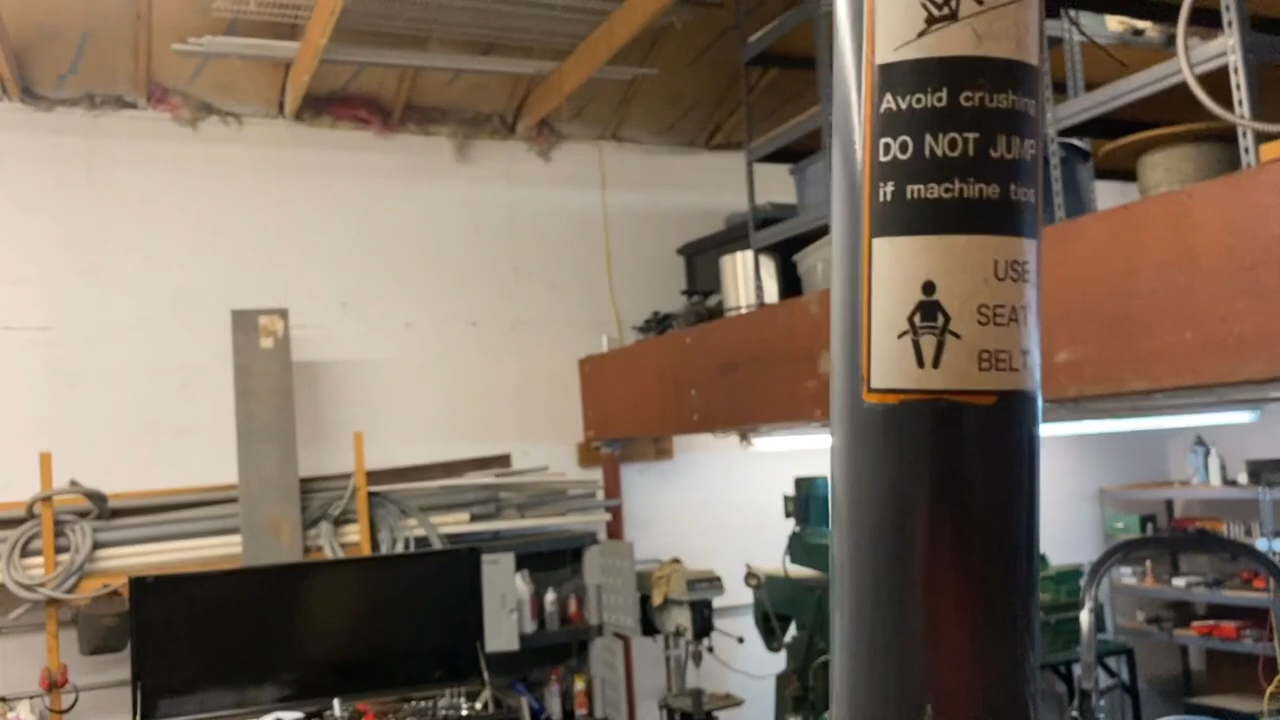 Avoid crushing
DO NOT JUMP
if machine tips
USE
SEAT
BELT